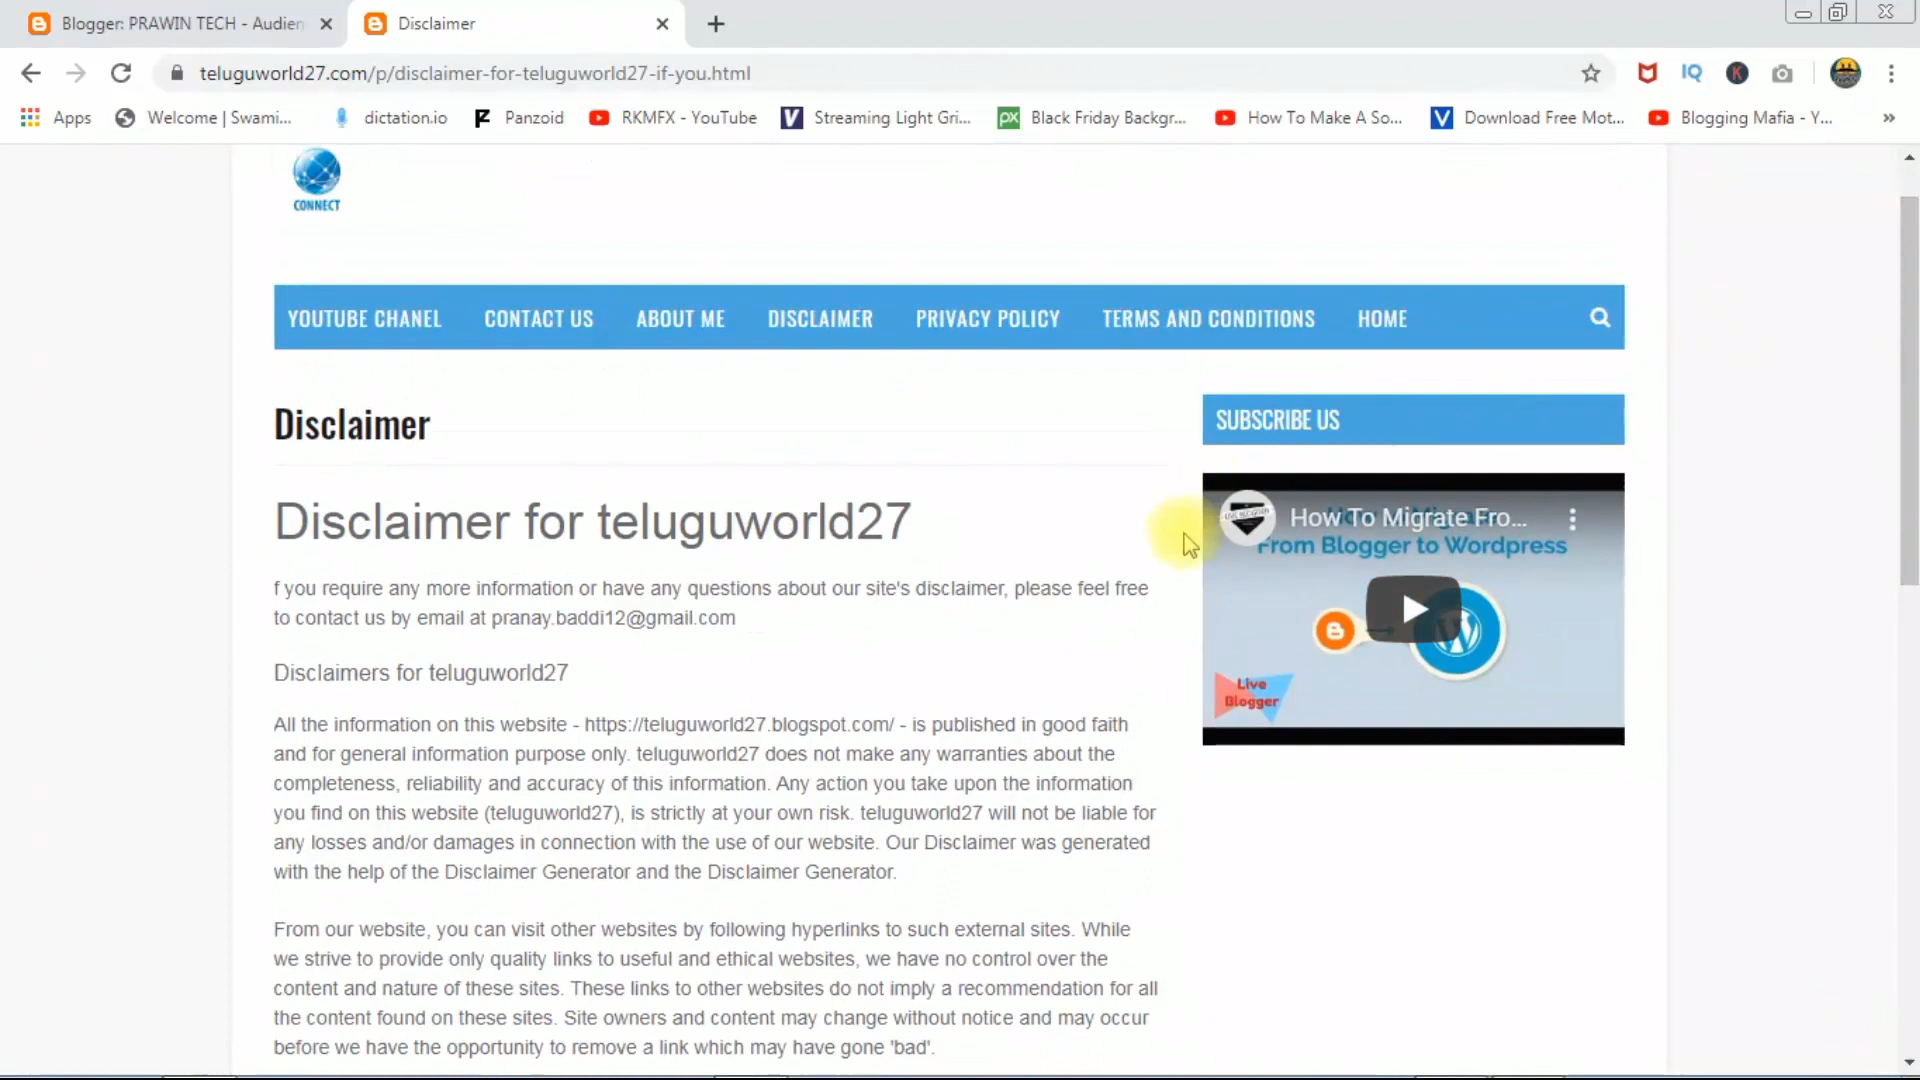 Blogger: PRAWIN TECH - Audien
Disclaimer
teluguworld27.com/p/disclaimer-for-teluguworld27-if-you.html
IQ
K
Apps
Welcome | Swami...
dictation.io
Panzoid
RKMFX - YouTube
V
Streaming Light Gri...
px
Black Friday Backgr...
How To Make A So...
V
Download Free Mot...
Blogging Mafia - Y...
»
CONNECT
YOUTUBE CHANEL
CONTACT US
ABOUT ME
DISCLAIMER
PRIVACY POLICY
TERMS AND CONDITIONS
HOME
Disclaimer
Disclaimer for teluguworld27
f you require any more information or have any questions about our site's disclaimer, please feel free
to contact us by email at pranay.baddi12@gmail.com
Disclaimers for teluguworld27
All the information on this website - https://teluguworld27.blogspot.com/ - is published in good faith
and for general information purpose only. teluguworld27 does not make any warranties about the
completeness, reliability and accuracy of this information. Any action you take upon the information
you find on this website (teluguworld27), is strictly at your own risk. teluguworld27 will not be liable for
any losses and/or damages in connection with the use of our website. Our Disclaimer was generated
with the help of the Disclaimer Generator and the Disclaimer Generator.
From our website, you can visit other websites by following hyperlinks to such external sites. While
we strive to provide only quality links to useful and ethical websites, we have no control over the
content and nature of these sites. These links to other websites do not imply a recommendation for all
the content found on these sites. Site owners and content may change without notice and may occur
before we have the opportunity to remove a link which may have gone 'bad'.
SUBSCRIBE US
How To Migrate Fro...
From Blogger to Wordpress
Live
Blogger